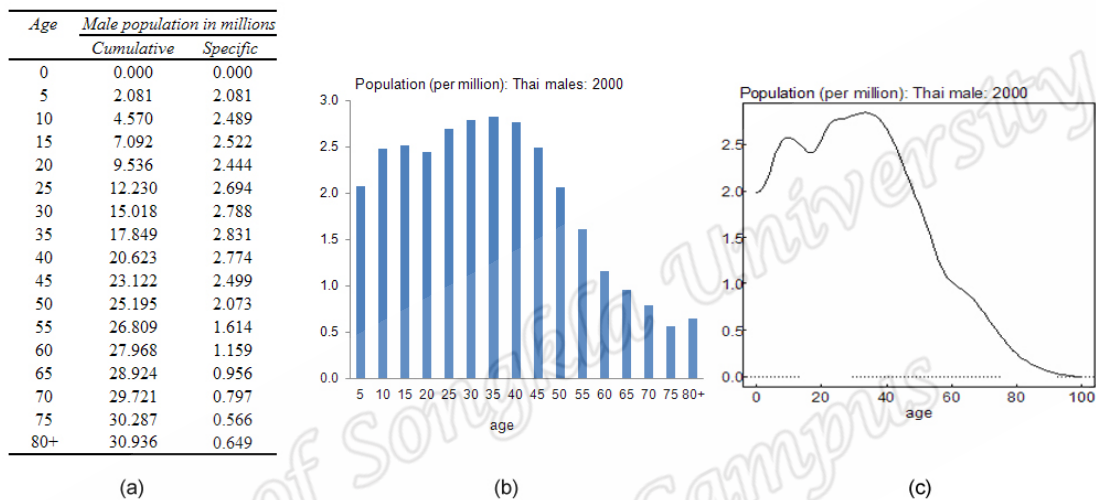 Age Male population in millions
Cumulative Specific
0 0.000 0.000
5 2.081 2.081
10 4.570 2.489
15 7.092 2.522
20 9.536 2.444
25 12.230 2.694
30 15.018 2.788
35 17.849 2.831
40 20.623 2.774
45 23.122 2.499
50 25.195 2.073
55 26.809 1.614
60 27.968 1.159
65 28.924 0.956
70 29.721 0.797
75 30.287 0.566
80+ 30.936 0.649
(a)
Population (per million): Thai males: 2000
3.0
2.5
2.0
1.5
1.0
0.5
0.0
5 10 15 20 25 30 35 40 45 50 55 60 65 70 75 80+
age
(b)
Population (per million): Thai male: 2000
2.5
2.0
1.5
1.0
0.5
0.0
0 20 40 60 80 100
age
(c)
of Songkla University
Campus